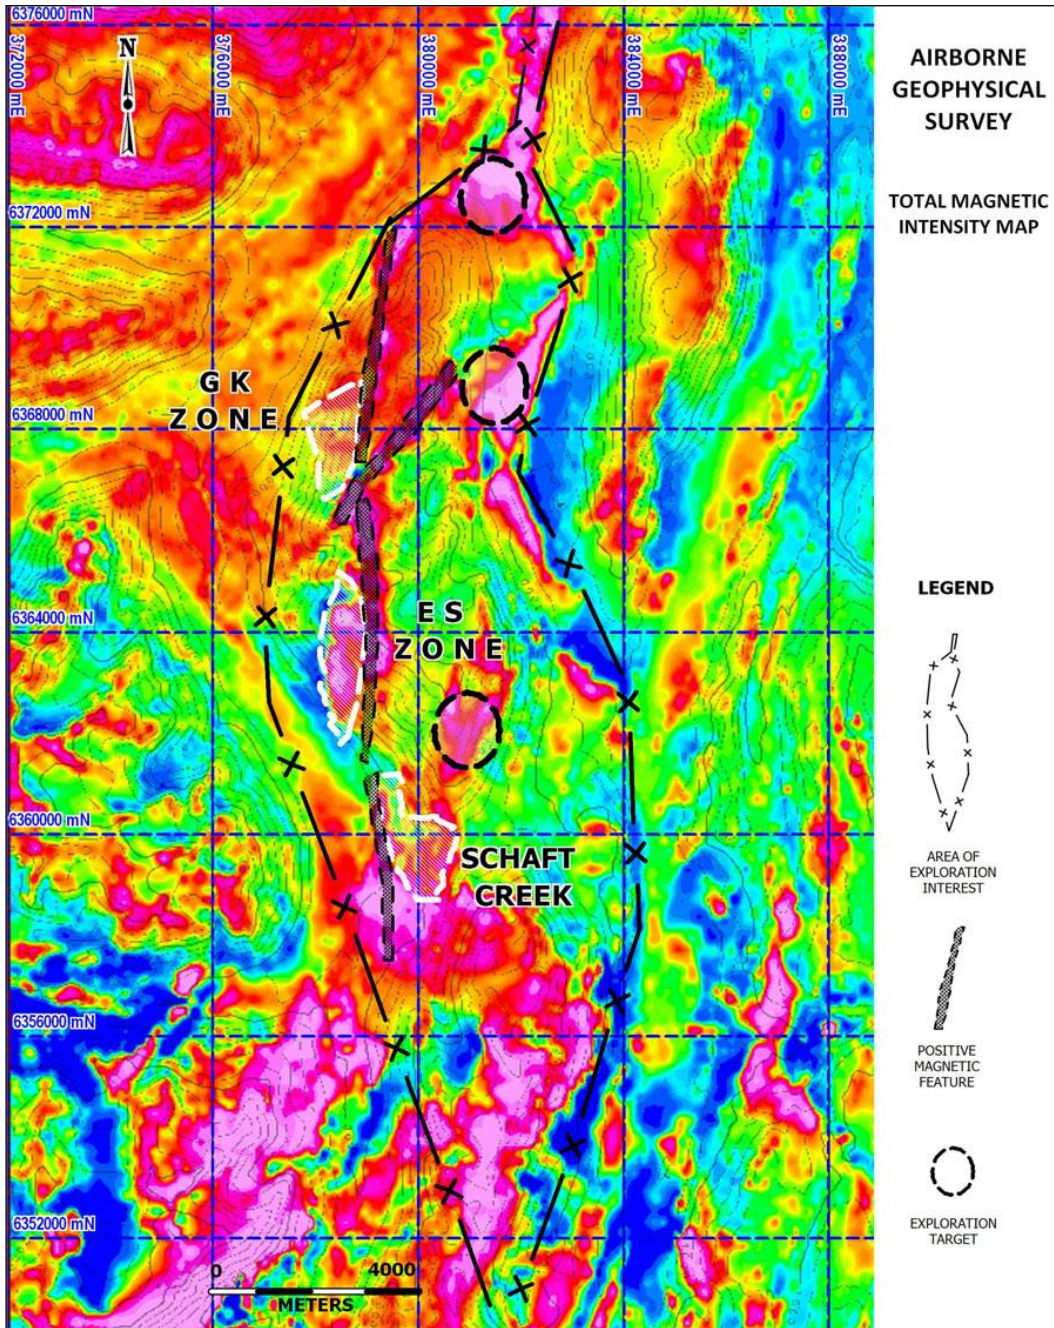 6376000 mN
372000 mE
376000 mE
380000 mE
384000 mE
388000 mE
N
6372000 mN
G K
Z O N E
6368000 mN
6364000 mN
E S
Z O N E
6360000 mN
SCHAFT
CREEK
6356000 mN
6352000 mN
0 4000
METERS
AIRBORNE
GEOPHYSICAL
SURVEY
TOTAL MAGNETIC
INTENSITY MAP
LEGEND
AREA OF
EXPLORATION
INTEREST
POSITIVE
MAGNETIC
FEATURE
EXPLORATION
TARGET